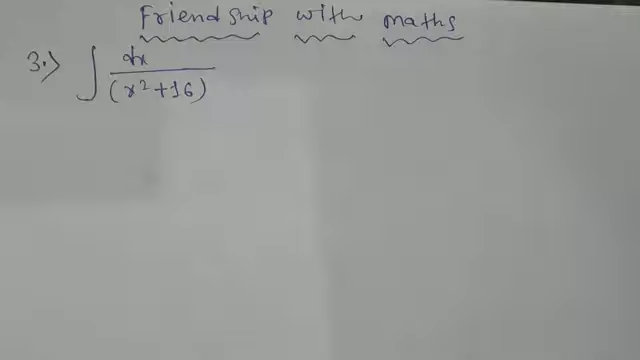 Friendship with maths
3.> ∫ dx / (x² + 16)